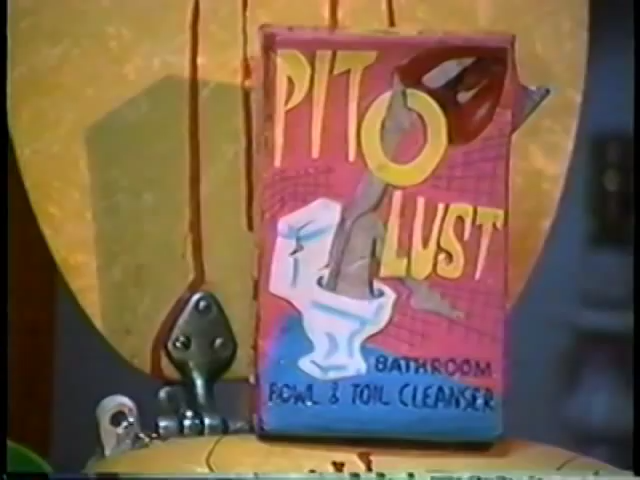 PIT
O
LUST
BATHROOM
BOWL & TOIL CLEANSER